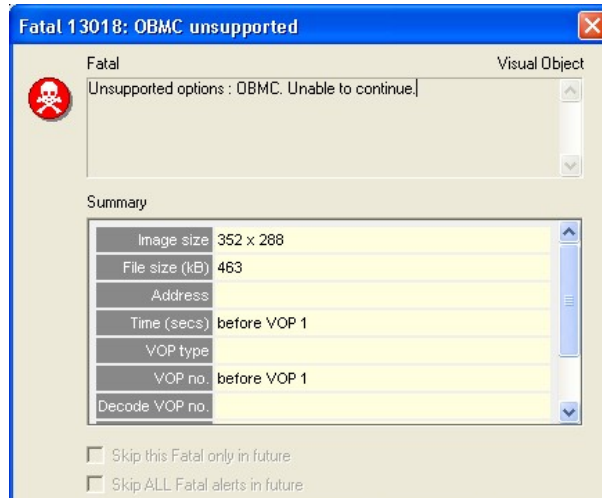 Fatal 13018: OBMC unsupported
Fatal Visual Object
Unsupported options : OBMC. Unable to continue.
Summary
Image size 352 x 288
File size (kB) 463
Address
Time (secs) before VOP 1
VOP type
VOP no. before VOP 1
Decode VOP no.
Skip this Fatal only in future
Skip ALL Fatal alerts in future